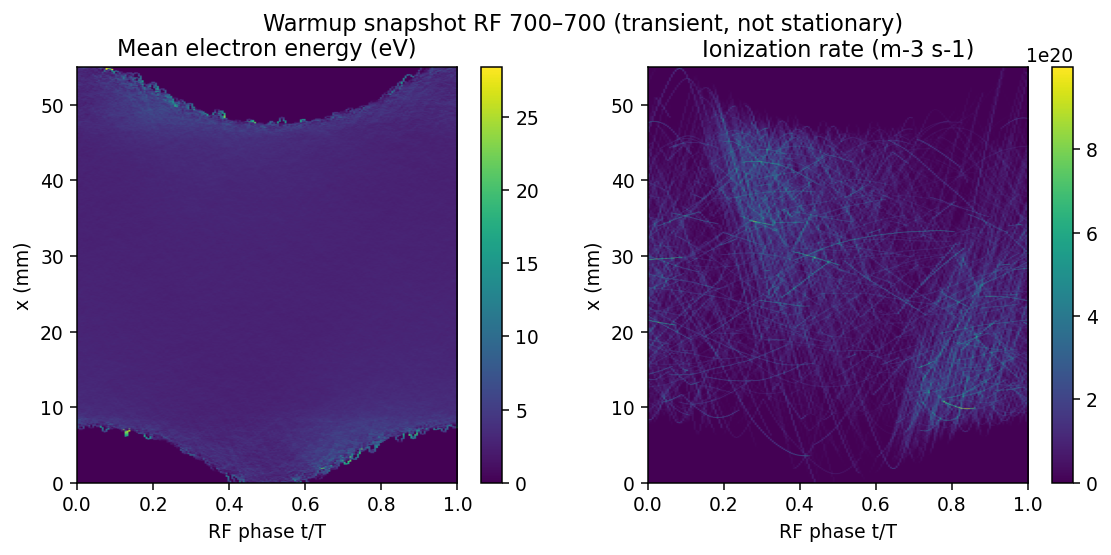 Warmup snapshot RF 700–700 (transient, not stationary)
Mean electron energy (eV)
Ionization rate (m-3 s-1)
1e20
50
40
30
20
10
0
x (mm)
0.0 0.2 0.4 0.6 0.8 1.0
RF phase t/T
25
20
15
10
5
0
50
40
30
20
10
0
x (mm)
0.0 0.2 0.4 0.6 0.8 1.0
RF phase t/T
8
6
4
2
0